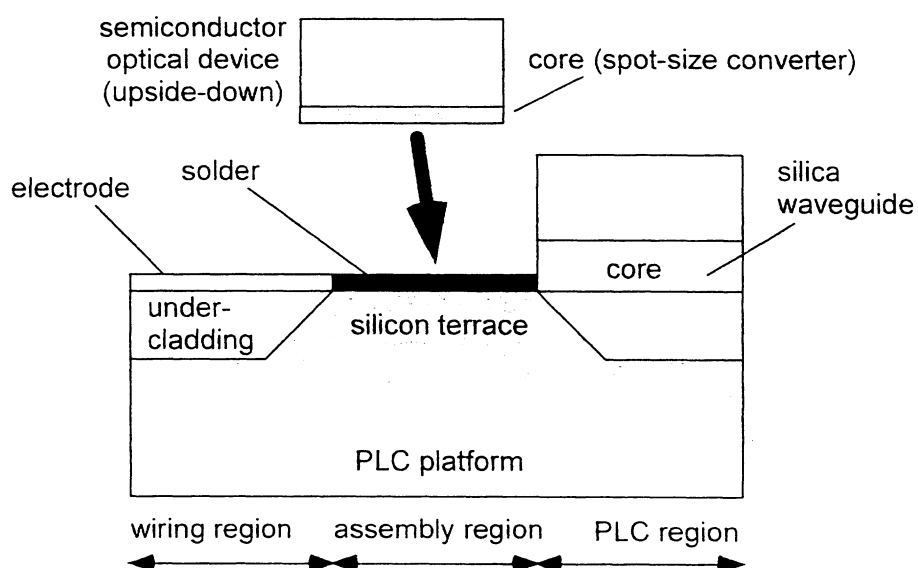 semiconductor
optical device
(upside-down)
core (spot-size converter)
solder
electrode
silica
waveguide
core
under-
cladding
silicon terrace
PLC platform
wiring region
assembly region
PLC region